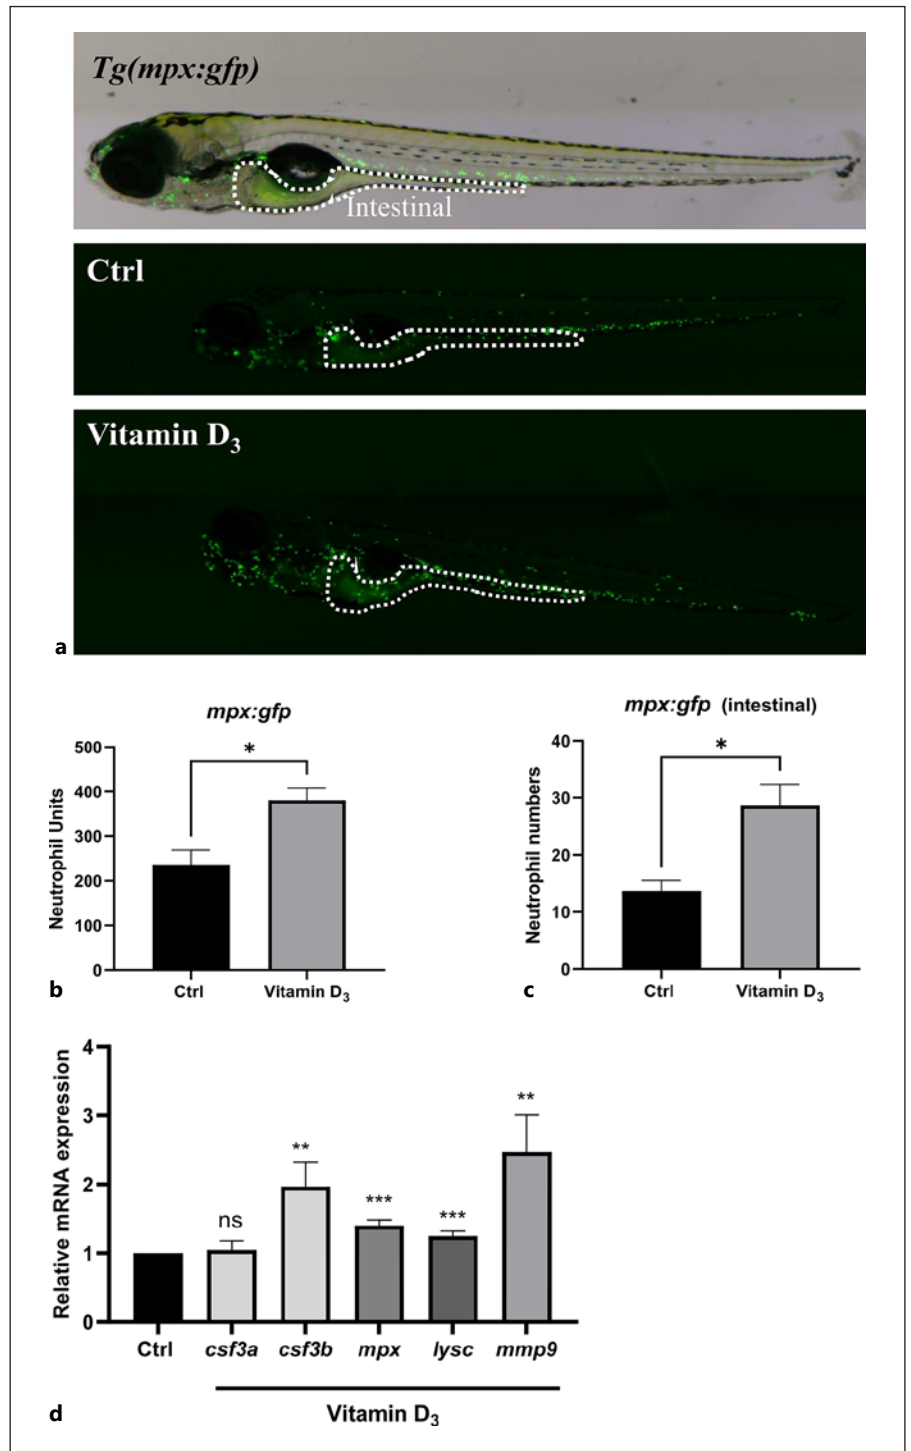 Tg(mpx:gfp)
Intestinal
Ctrl
Vitamin D3
a
mpx:gfp
*
500
400
300
200
100
0
Neutrophil Units
Ctrl
Vitamin D3
b
mpx:gfp (intestinal)
*
40
30
20
10
0
Neutrophil numbers
Ctrl
Vitamin D3
c
4
3
2
1
0
Relative mRNA expression
ns
**
***
***
**
Ctrl csf3a csf3b mpx lysc mmp9
Vitamin D3
d